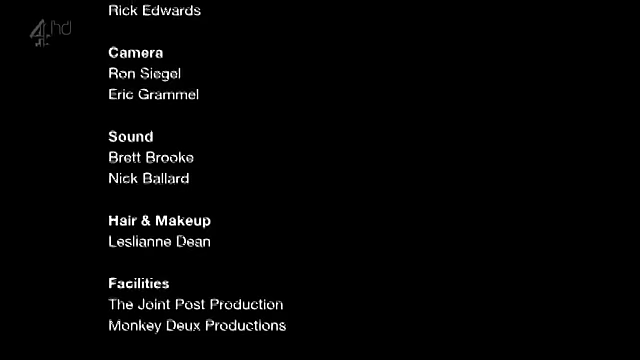 4hd
Rick Edwards
Camera
Ron Siegel
Eric Grammel
Sound
Brett Brooke
Nick Ballard
Hair & Makeup
Leslianne Dean
Facilities
The Joint Post Production
Monkey Deux Productions